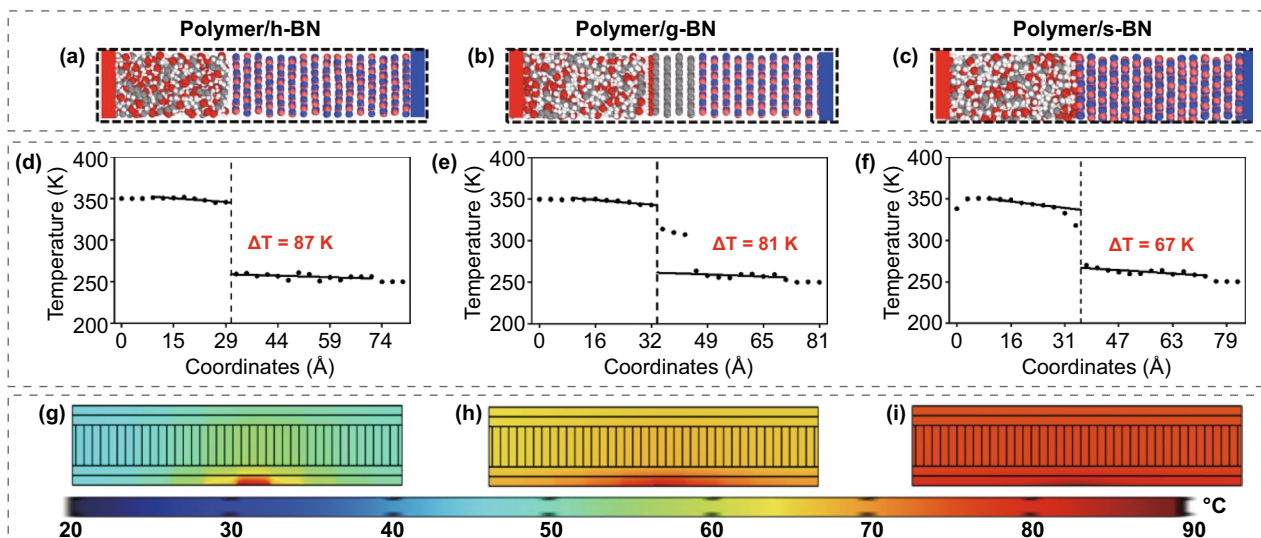 Polymer/h-BN
Polymer/g-BN
Polymer/s-BN
(a)
(b)
(c)
(d)
400
350
300
250
200
Temperature (K)
ΔT = 87 K
0 15 29 44 59 74
Coordinates (Å)
(e)
400
350
300
250
200
Temperature (K)
ΔT = 81 K
0 16 32 49 65 81
Coordinates (Å)
(f)
400
350
300
250
200
Temperature (K)
ΔT = 67 K
0 16 31 47 63 79
Coordinates (Å)
(g)
(h)
(i)
°C
20 30 40 50 60 70 80 90